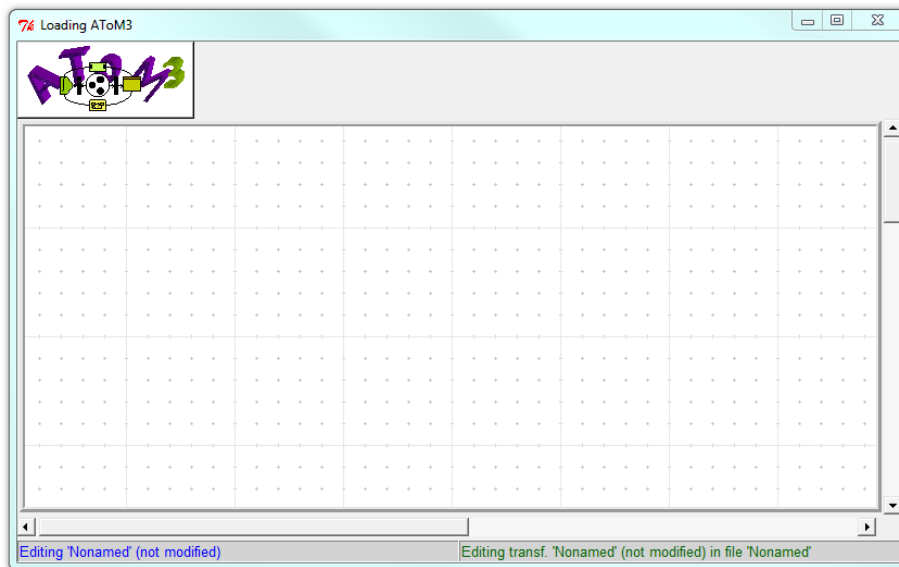 Loading AToM3
AToM3
Editing 'Nonamed' (not modified)
Editing transf. 'Nonamed' (not modified) in file 'Nonamed'